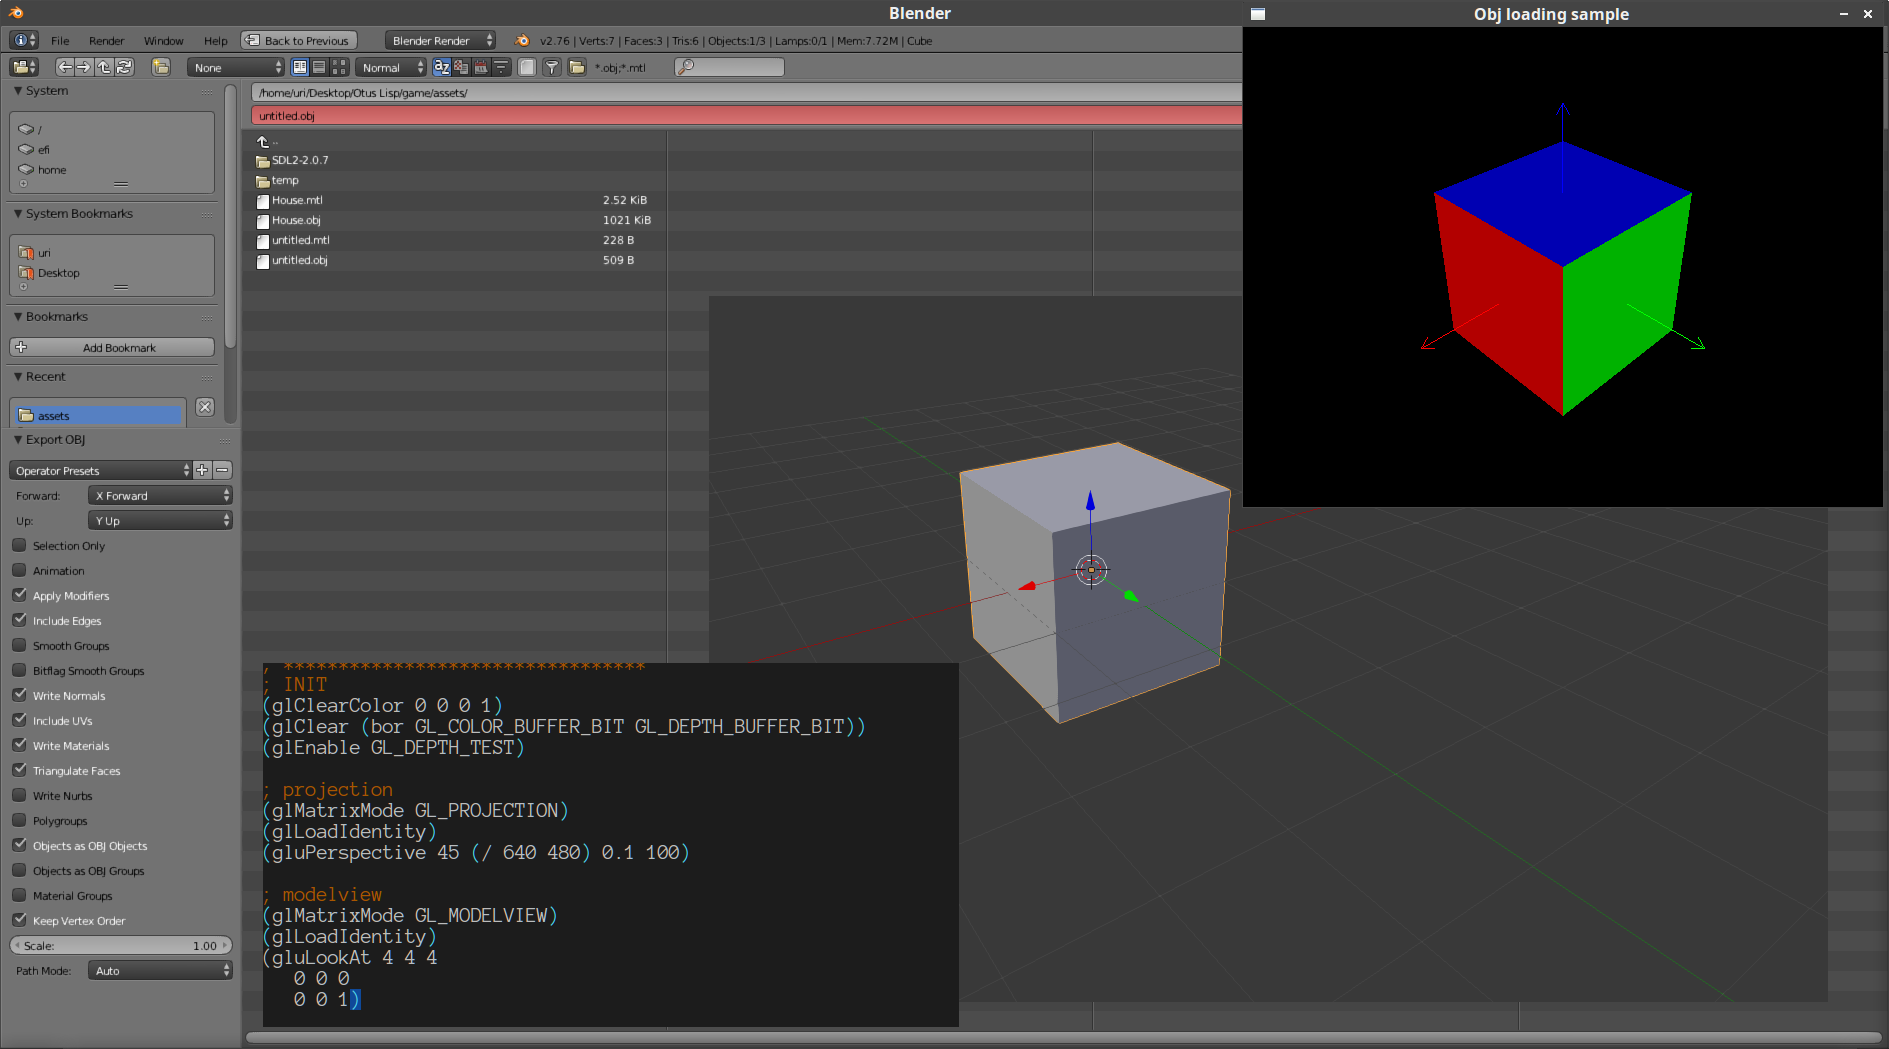 Blender
Obj loading sample
File Render Window Help Back to Previous Blender Render v2.76 | Verts:7 | Faces:3 | Tris:6 | Objects:1/3 | Lamps:0/1 | Mem:7.72M | Cube
None Normal *.obj;*.mtl
System
/
efi
home
System Bookmarks
uri
Desktop
Bookmarks
Add Bookmark
Recent
assets
Export OBJ
Operator Presets
Forward: X Forward
Up: Y Up
Selection Only
Animation
Apply Modifiers
Include Edges
Smooth Groups
Bitflag Smooth Groups
Write Normals
Include UVs
Write Materials
Triangulate Faces
Write Nurbs
Polygroups
Objects as OBJ Objects
Objects as OBJ Groups
Material Groups
Keep Vertex Order
Scale: 1.00
Path Mode: Auto
/home/uri/Desktop/Otus Lisp/game/assets/
untitled.obj
..
SDL2-2.0.7
temp
House.mtl 2.52 KiB
House.obj 1021 KiB
untitled.mtl 228 B
untitled.obj 509 B
; *********************************
; INIT
(glClearColor 0 0 0 1)
(glClear (bor GL_COLOR_BUFFER_BIT GL_DEPTH_BUFFER_BIT))
(glEnable GL_DEPTH_TEST)
; projection
(glMatrixMode GL_PROJECTION)
(glLoadIdentity)
(gluPerspective 45 (/ 640 480) 0.1 100)
; modelview
(glMatrixMode GL_MODELVIEW)
(glLoadIdentity)
(gluLookAt 4 4 4
0 0 0
0 0 1)